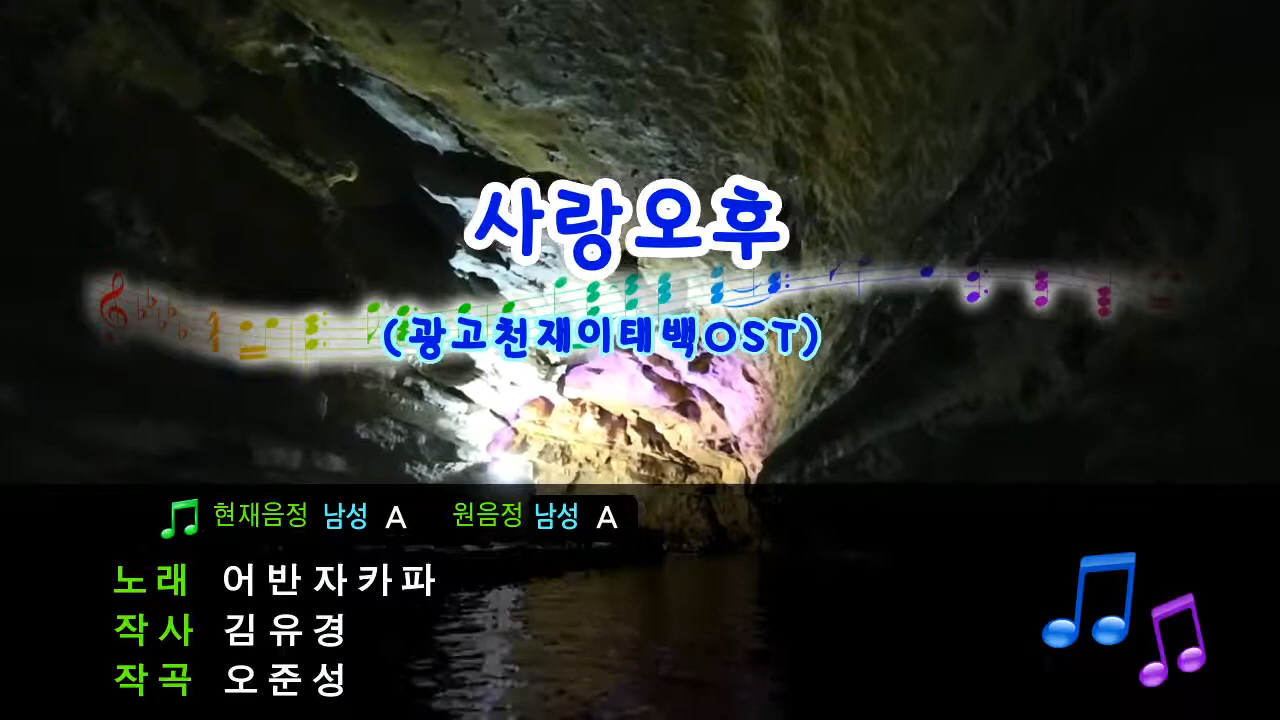 사랑오후
(광고천재이태백OST)
현재음정 남성 A 원음정 남성 A
노래 어반자카파
작사 김유경
작곡 오준성